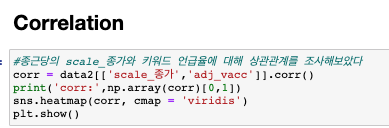 Correlation
#종근당의 scale_종가와 키워드 언급율에 대해 상관관계를 조사해보았다
corr = data2[['scale_종가','adj_vacc']].corr()
print('corr:',np.array(corr)[0,1])
sns.heatmap(corr, cmap = 'viridis')
plt.show()